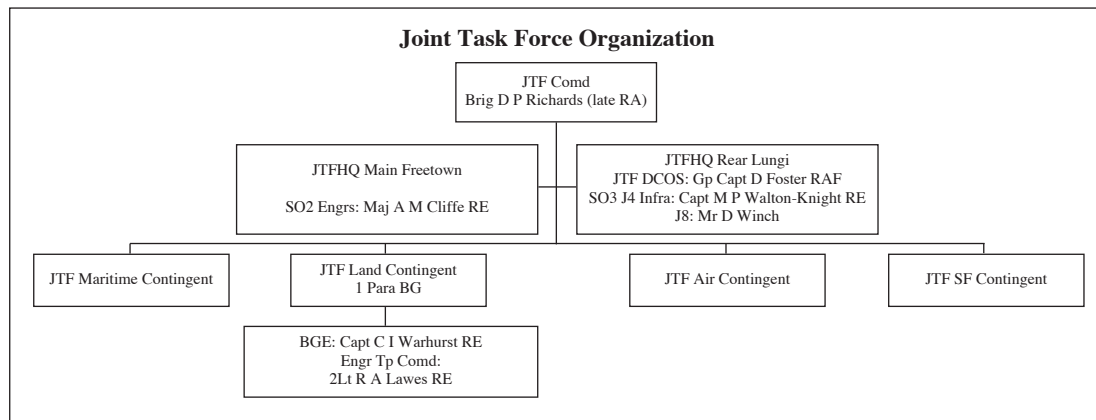 Joint Task Force Organization
JTF Comd
Brig D P Richards (late RA)
JTFHQ Main Freetown
SO2 Engrs: Maj A M Cliffe RE
JTFHQ Rear Lungi
JTF DCOS: Gp Capt D Foster RAF
SO3 J4 Infra: Capt M P Walton-Knight RE
J8: Mr D Winch
JTF Maritime Contingent
JTF Land Contingent
1 Para BG
JTF Air Contingent
JTF SF Contingent
BGE: Capt C I Warhurst RE
Engr Tp Comd:
2Lt R A Lawes RE